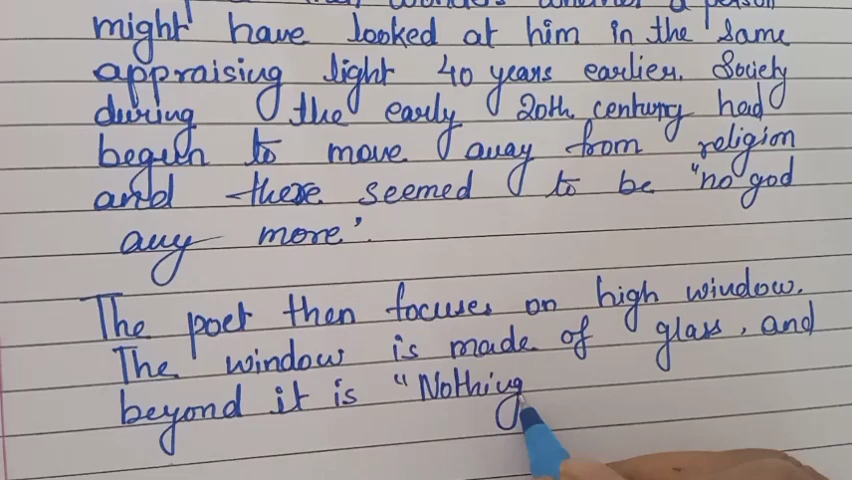 a person
might have looked at him in the same
appraising light 40 years earlier. Society
during the early 20th century had
begun to move away from religion
and there seemed to be "no god
any more".
The poet then focuses on high window.
The window is made of glass, and
beyond it is "Nothing